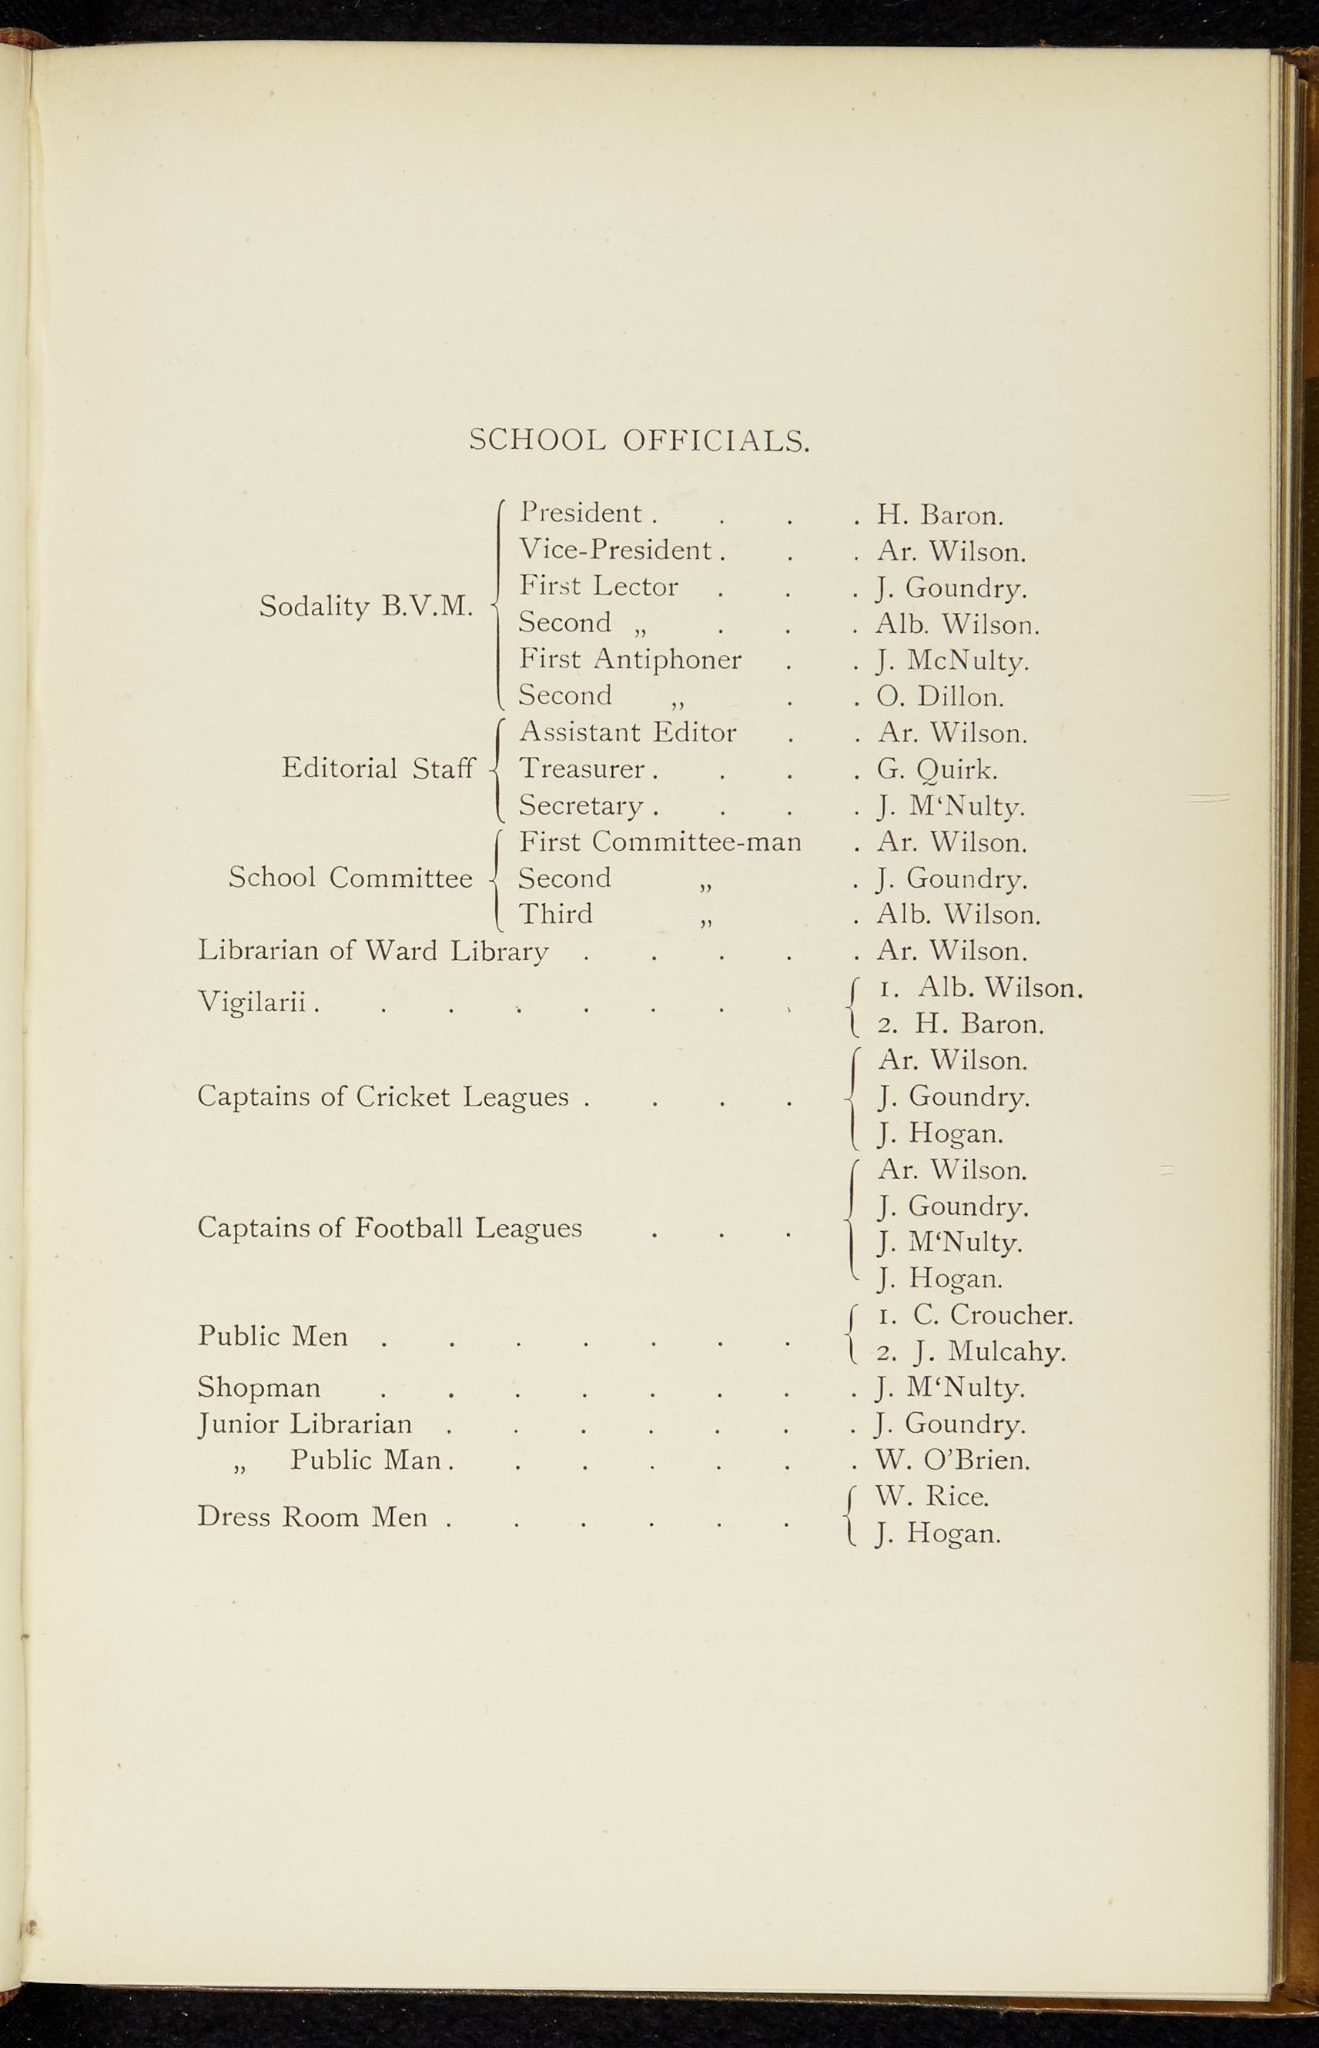 SCHOOL OFFICIALS.
Sodality B.V.M.
President . . . . H. Baron.
Vice-President . . . Ar. Wilson.
First Lector . . . J. Goundry.
Second „ . . . Alb. Wilson.
First Antiphoner . . J. McNulty.
Second „ . . O. Dillon.
Editorial Staff
Assistant Editor . . Ar. Wilson.
Treasurer . . . . G. Quirk.
Secretary . . . . J. M‘Nulty.
School Committee
First Committee-man . Ar. Wilson.
Second „ . J. Goundry.
Third „ . Alb. Wilson.
Librarian of Ward Library . . . . . Ar. Wilson.
Vigilarii . . . . . . . .
1. Alb. Wilson.
2. H. Baron.
Captains of Cricket Leagues . . . .
Ar. Wilson.
J. Goundry.
J. Hogan.
Captains of Football Leagues . . .
Ar. Wilson.
J. Goundry.
J. M‘Nulty.
J. Hogan.
Public Men . . . . . . .
1. C. Croucher.
2. J. Mulcahy.
Shopman . . . . . . . . J. M‘Nulty.
Junior Librarian . . . . . . . J. Goundry.
„ Public Man . . . . . . . W. O’Brien.
Dress Room Men . . . . . .
W. Rice.
J. Hogan.